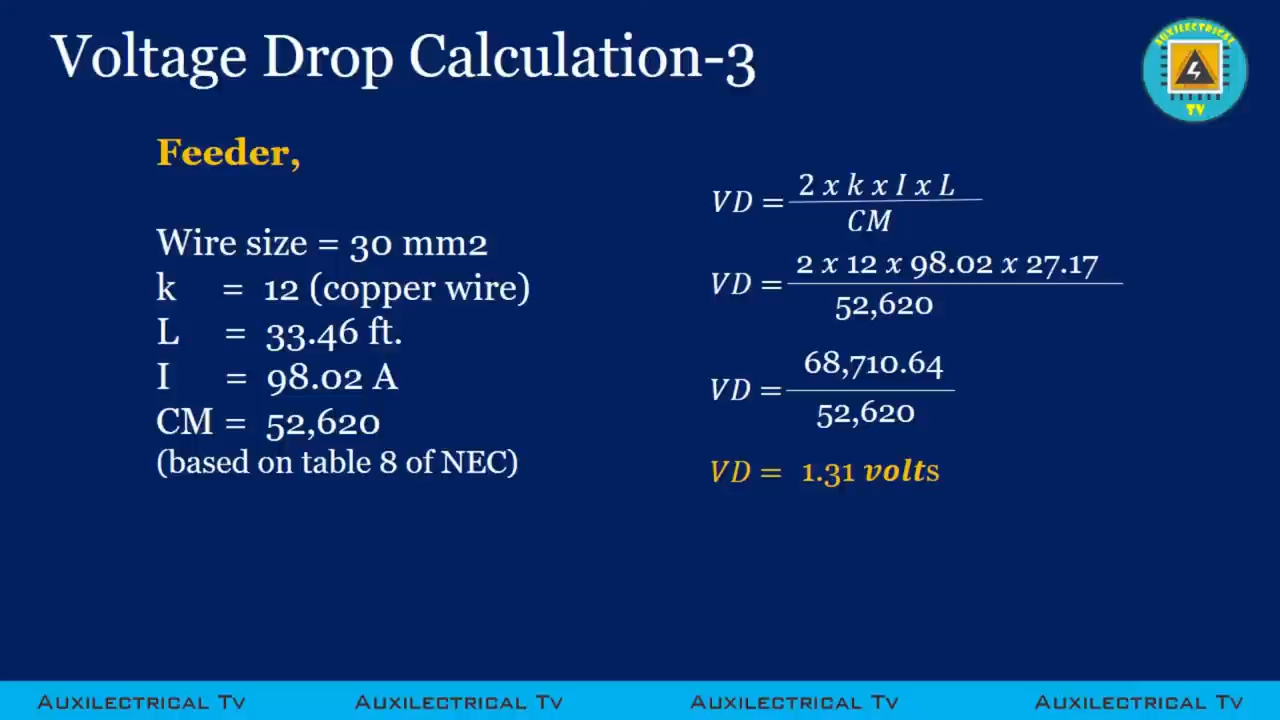 Voltage Drop Calculation-3
AUXILECTRICAL
TV
Feeder,
Wire size = 30 mm2
k = 12 (copper wire)
L = 33.46 ft.
I = 98.02 A
CM = 52,620
(based on table 8 of NEC)
VD = 2 x k x I x L
CM
VD = 2 x 12 x 98.02 x 27.17
52,620
VD = 68,710.64
52,620
VD = 1.31 volts
Auxilectrical Tv Auxilectrical Tv Auxilectrical Tv Auxilectrical Tv